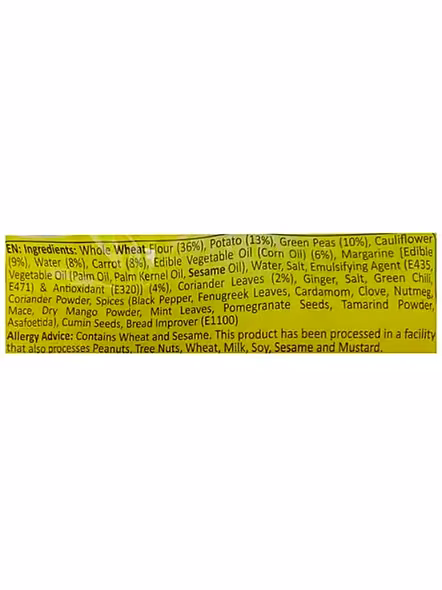 EN: Ingredients: Whole Wheat Flour (36%), Potato (13%), Green Peas (10%), Cauliflower
(9%), Water (8%), Carrot (8%), Edible Vegetable Oil (Corn Oil) (6%), Margarine [Edible
Vegetable Oil (Palm Oil, Palm Kernel Oil, Sesame Oil), Water, Salt, Emulsifying Agent (E435,
E471) & Antioxidant (E320)] (4%), Coriander Leaves (2%), Ginger, Salt, Green Chili,
Coriander Powder, Spices (Black Pepper, Fenugreek Leaves, Cardamom, Clove, Nutmeg,
Mace, Dry Mango Powder, Mint Leaves, Pomegranate Seeds, Tamarind Powder,
Asafoetida), Cumin Seeds, Bread Improver (E1100)
Allergy Advice: Contains Wheat and Sesame. This product has been processed in a facility
that also processes Peanuts, Tree Nuts, Wheat, Milk, Soy, Sesame and Mustard.